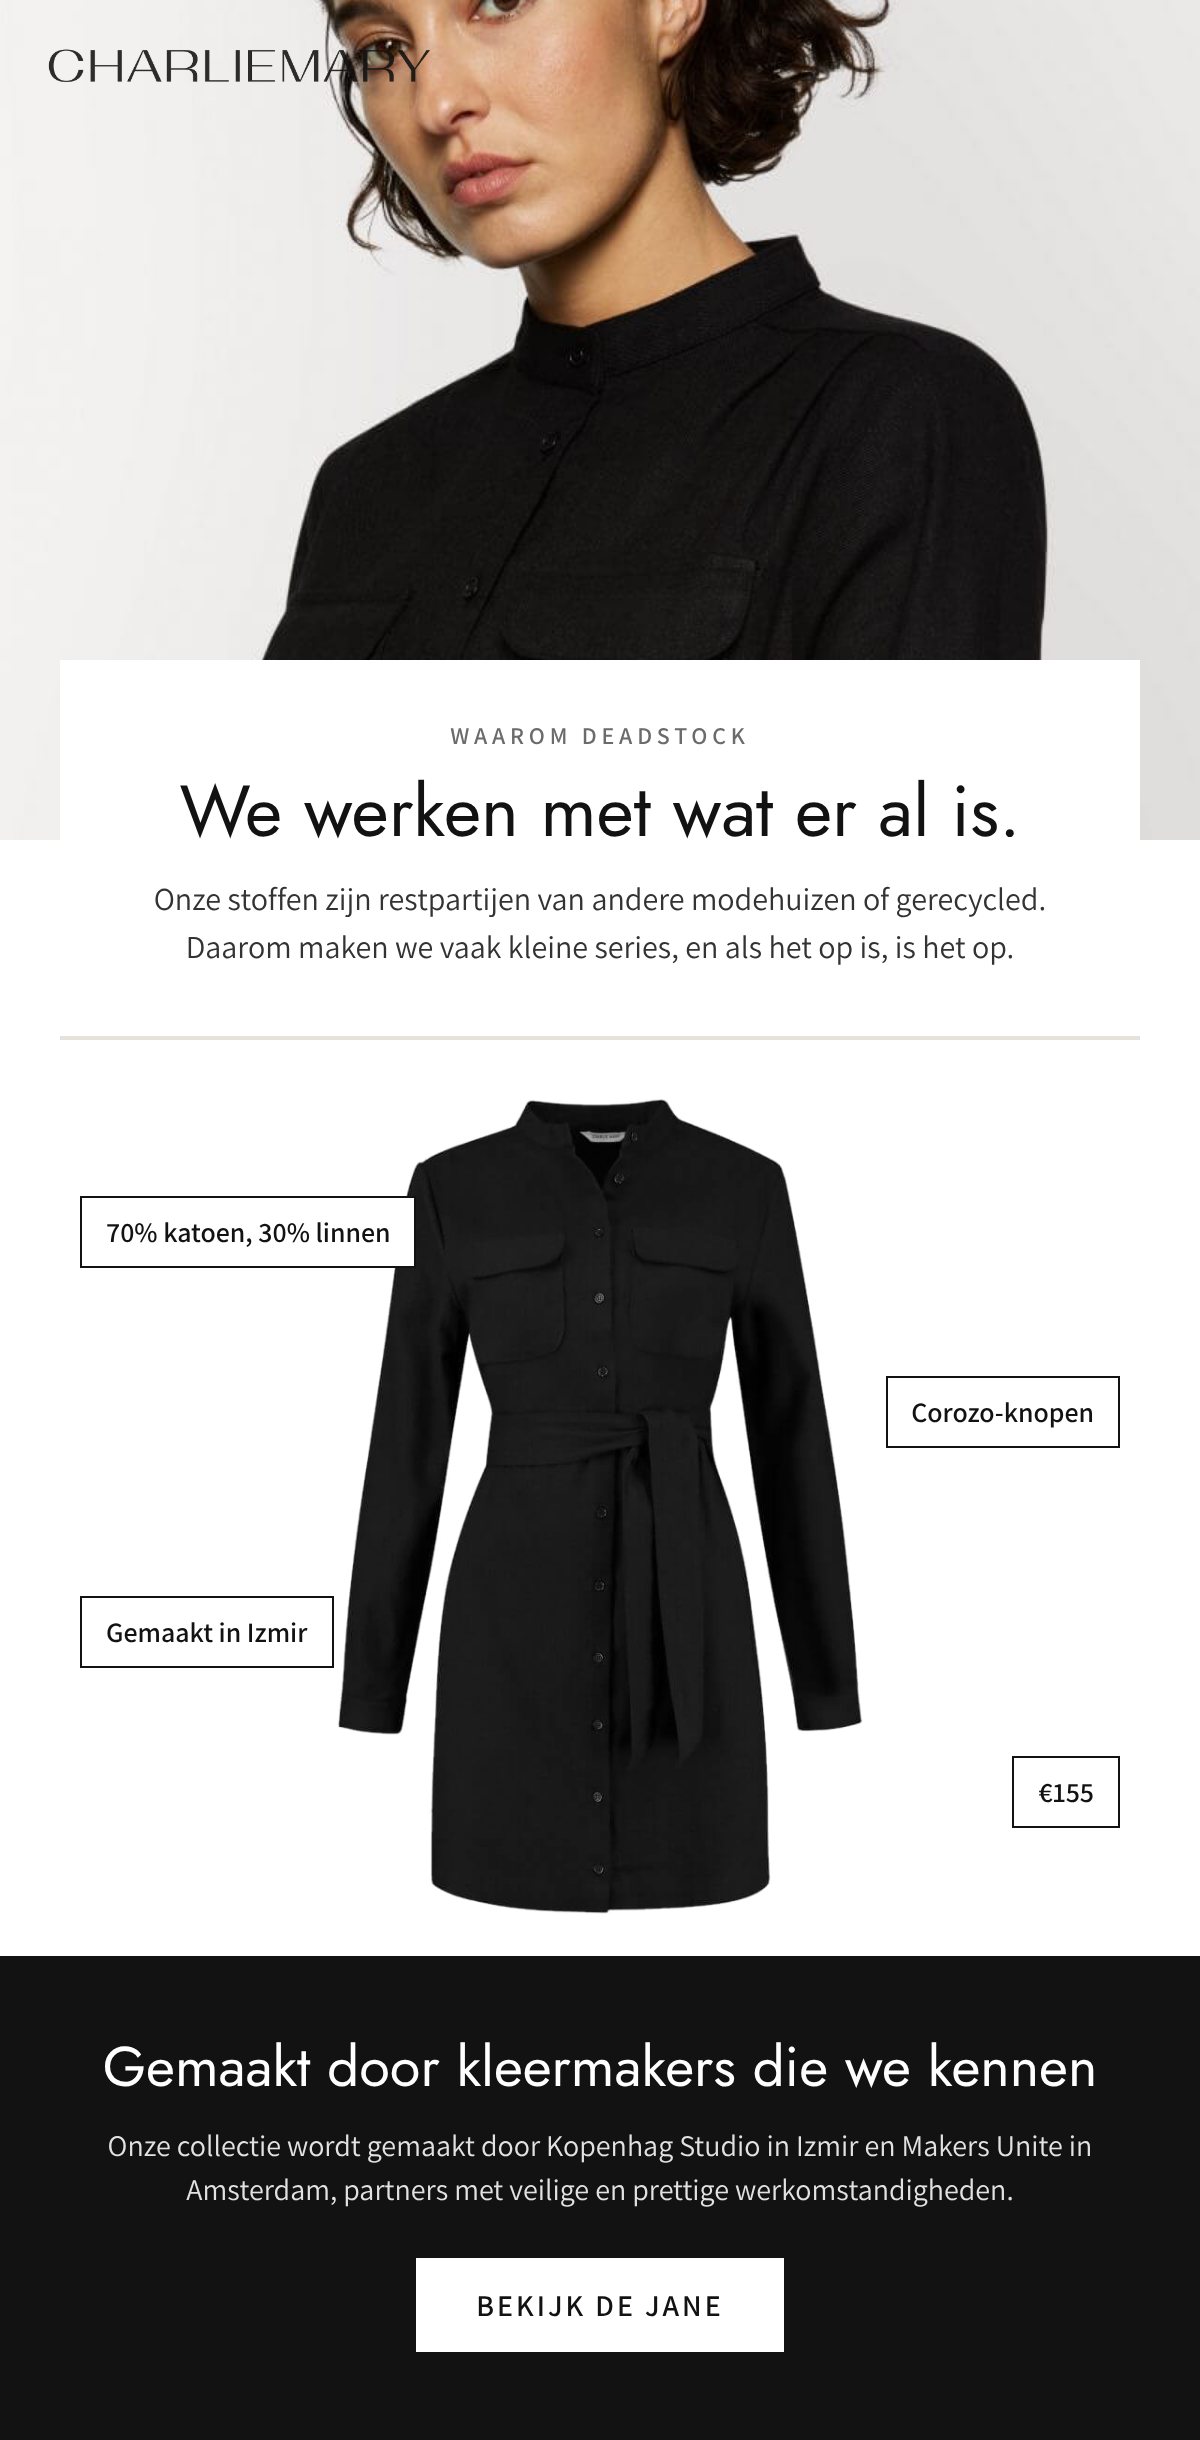 CHARLIEMARY
WAAROM DEADSTOCK
We werken met wat er al is.
Onze stoffen zijn restpartijen van andere modehuizen of gerecycled.
Daarom maken we vaak kleine series, en als het op is, is het op.
70% katoen, 30% linnen
Corozo-knopen
Gemaakt in Izmir
€155
Gemaakt door kleermakers die we kennen
Onze collectie wordt gemaakt door Kopenhag Studio in Izmir en Makers Unite in
Amsterdam, partners met veilige en prettige werkomstandigheden.
BEKIJK DE JANE